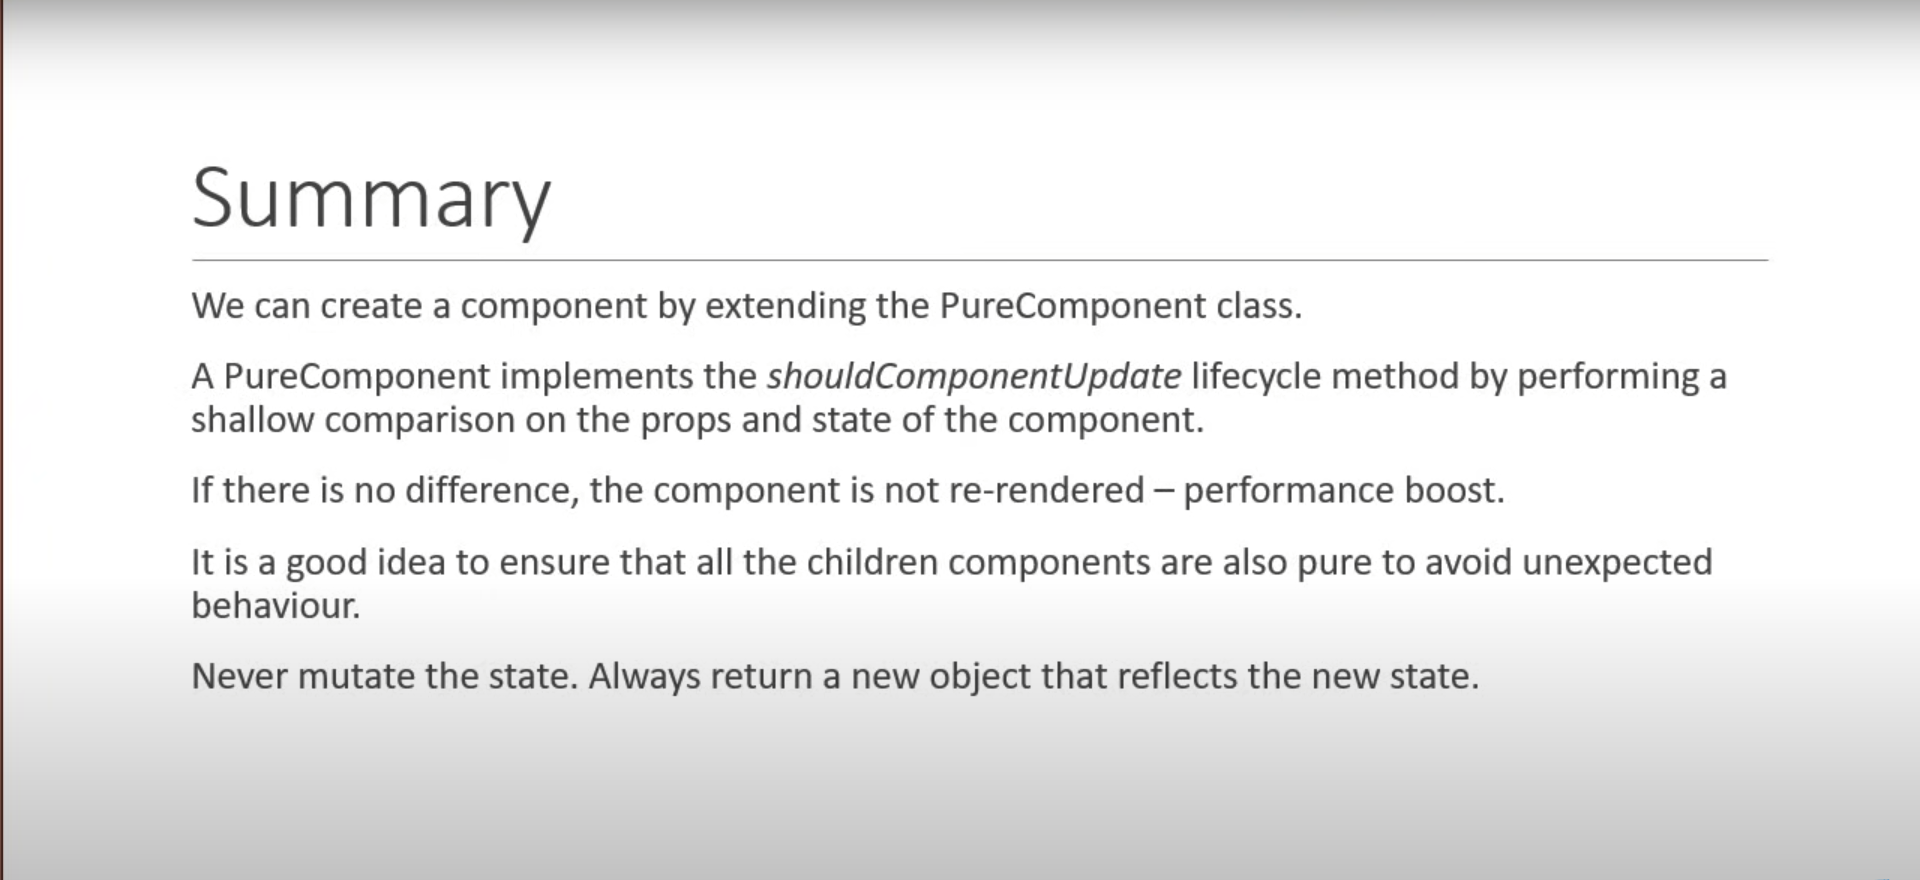 Summary
We can create a component by extending the PureComponent class.
A PureComponent implements the shouldComponentUpdate lifecycle method by performing a
shallow comparison on the props and state of the component.
If there is no difference, the component is not re-rendered – performance boost.
It is a good idea to ensure that all the children components are also pure to avoid unexpected
behaviour.
Never mutate the state. Always return a new object that reflects the new state.